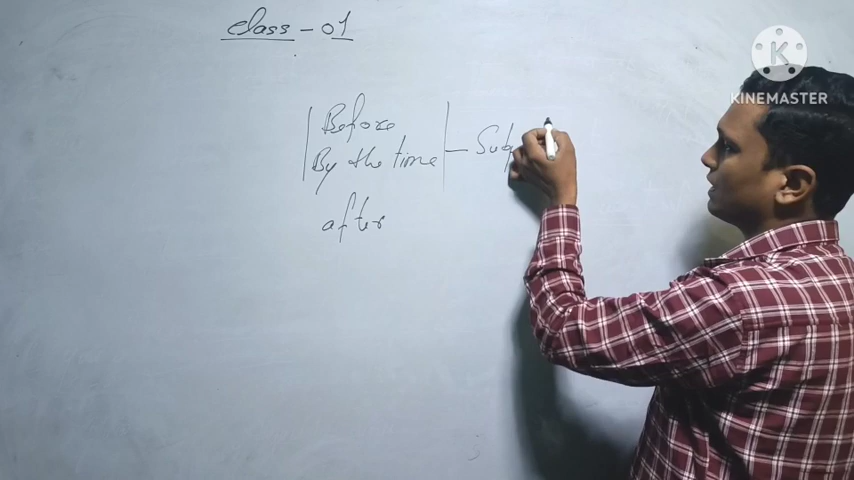 class - 01
Before
By the time - Sub
after
KINEMASTER